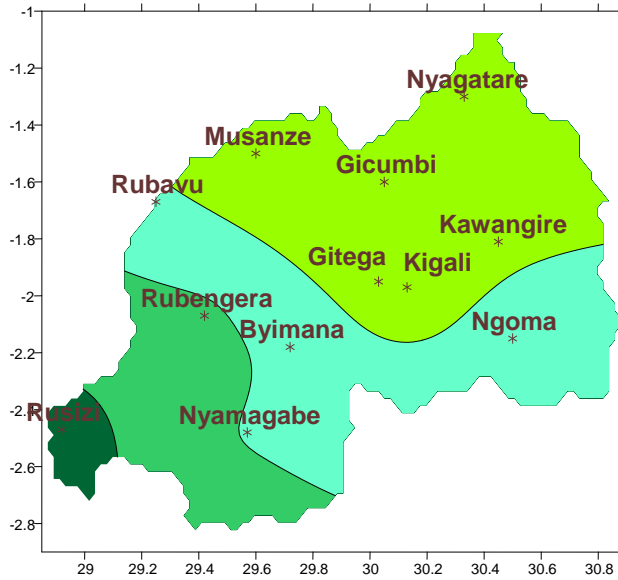 -1
-1.2
Nyagatare
-1.4
Musanze
Gicumbi
-1.6
Rubavu
-1.8
Kawangire
Gitega
Kigali
-2
Rubengera
Byimana
Ngoma
-2.2
-2.4
Rusizi
Nyamagabe
-2.6
-2.8
29 29.2 29.4 29.6 29.8 30 30.2 30.4 30.6 30.8